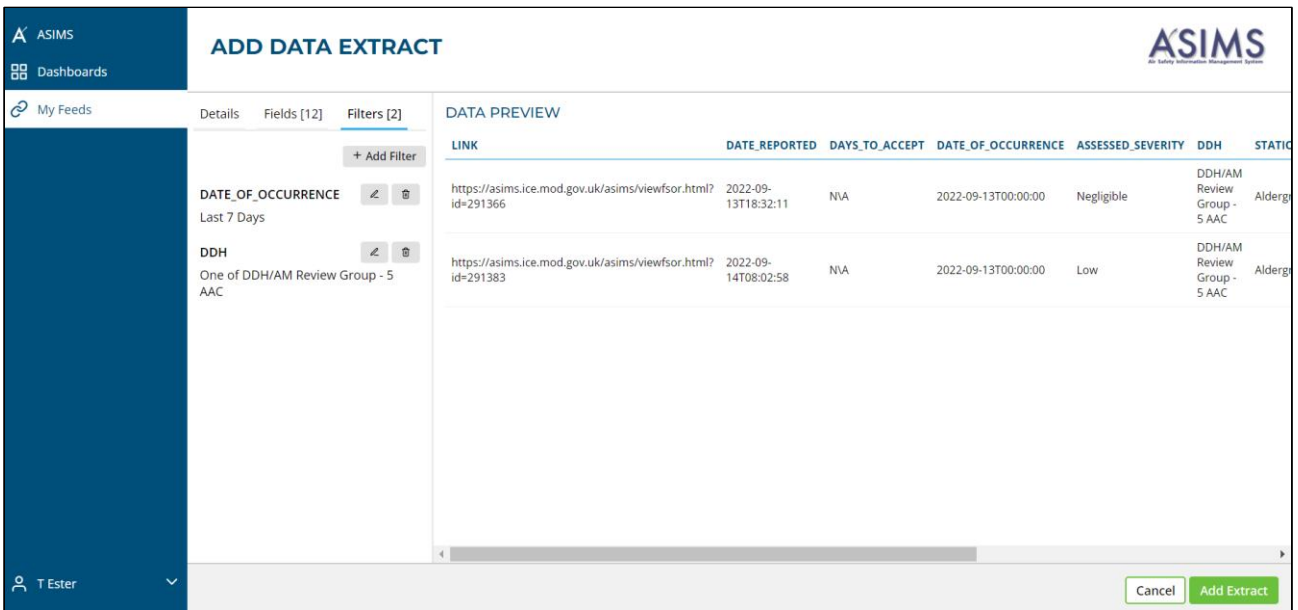 ASIMS
Dashboards
My Feeds
T Ester
ADD DATA EXTRACT
ASIMS
Air Safety Information Management System
Details Fields [12] Filters [2]
+ Add Filter
DATE_OF_OCCURRENCE
Last 7 Days
DDH
One of DDH/AM Review Group - 5
AAC
DATA PREVIEW
LINK DATE_REPORTED DAYS_TO_ACCEPT DATE_OF_OCCURRENCE ASSESSED_SEVERITY DDH STATIO
https://asims.ice.mod.gov.uk/asims/viewfsor.html?
id=291366
2022-09-
13T18:32:11
N\A
2022-09-13T00:00:00
Negligible
DDH/AM
Review
Group -
5 AAC
Aldergr
https://asims.ice.mod.gov.uk/asims/viewfsor.html?
id=291383
2022-09-
14T08:02:58
N\A
2022-09-13T00:00:00
Low
DDH/AM
Review
Group -
5 AAC
Aldergr
Cancel
Add Extract